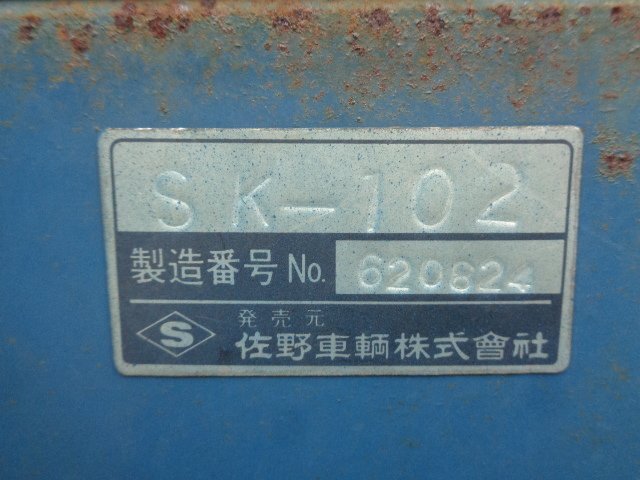 SK-102
製造番号 No. 620824
S
発売元
佐野車輌株式會社